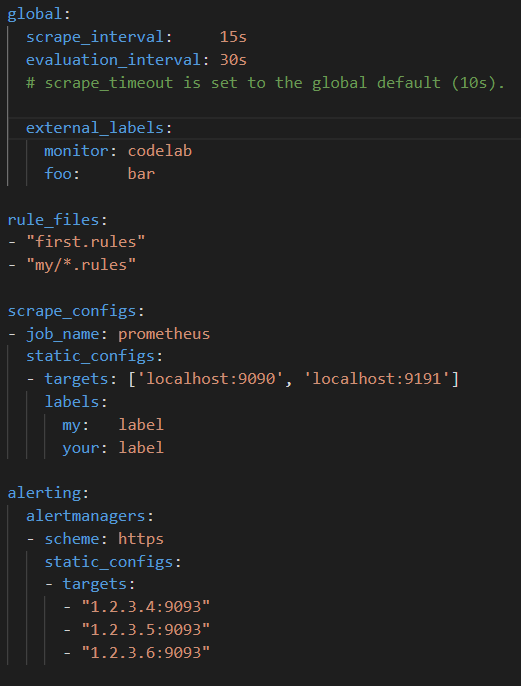 global:
  scrape_interval:     15s
  evaluation_interval: 30s
  # scrape_timeout is set to the global default (10s).

  external_labels:
    monitor: codelab
    foo:     bar

rule_files:
- "first.rules"
- "my/*.rules"

scrape_configs:
- job_name: prometheus
  static_configs:
  - targets: ['localhost:9090', 'localhost:9191']
    labels:
      my:   label
      your: label

alerting:
  alertmanagers:
  - scheme: https
    static_configs:
    - targets:
      - "1.2.3.4:9093"
      - "1.2.3.5:9093"
      - "1.2.3.6:9093"